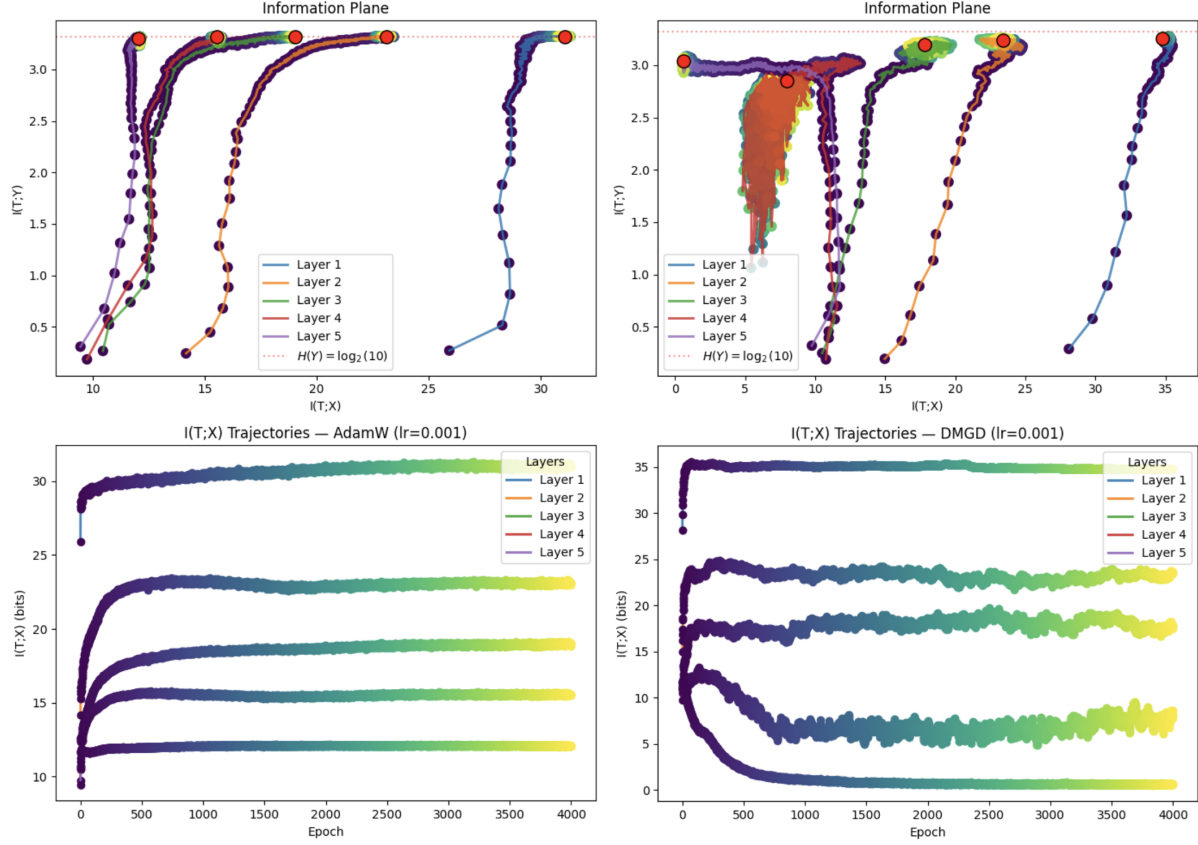 Information Plane
I(T;Y)
3.0
2.5
2.0
1.5
1.0
0.5
Layer 1
Layer 2
Layer 3
Layer 4
Layer 5
H(Y) = log₂(10)
10
15
20
25
30
I(T;X)
Information Plane
I(T;Y)
3.0
2.5
2.0
1.5
1.0
0.5
Layer 1
Layer 2
Layer 3
Layer 4
Layer 5
H(Y) = log₂(10)
0
5
10
15
20
25
30
35
I(T;X)
I(T;X) Trajectories — AdamW (lr=0.001)
I(T;X) (bits)
30
25
20
15
10
Layers
Layer 1
Layer 2
Layer 3
Layer 4
Layer 5
0
500
1000
1500
2000
2500
3000
3500
4000
Epoch
I(T;X) Trajectories — DMGD (lr=0.001)
I(T;X) (bits)
35
30
25
20
15
10
5
0
Layers
Layer 1
Layer 2
Layer 3
Layer 4
Layer 5
0
500
1000
1500
2000
2500
3000
3500
4000
Epoch